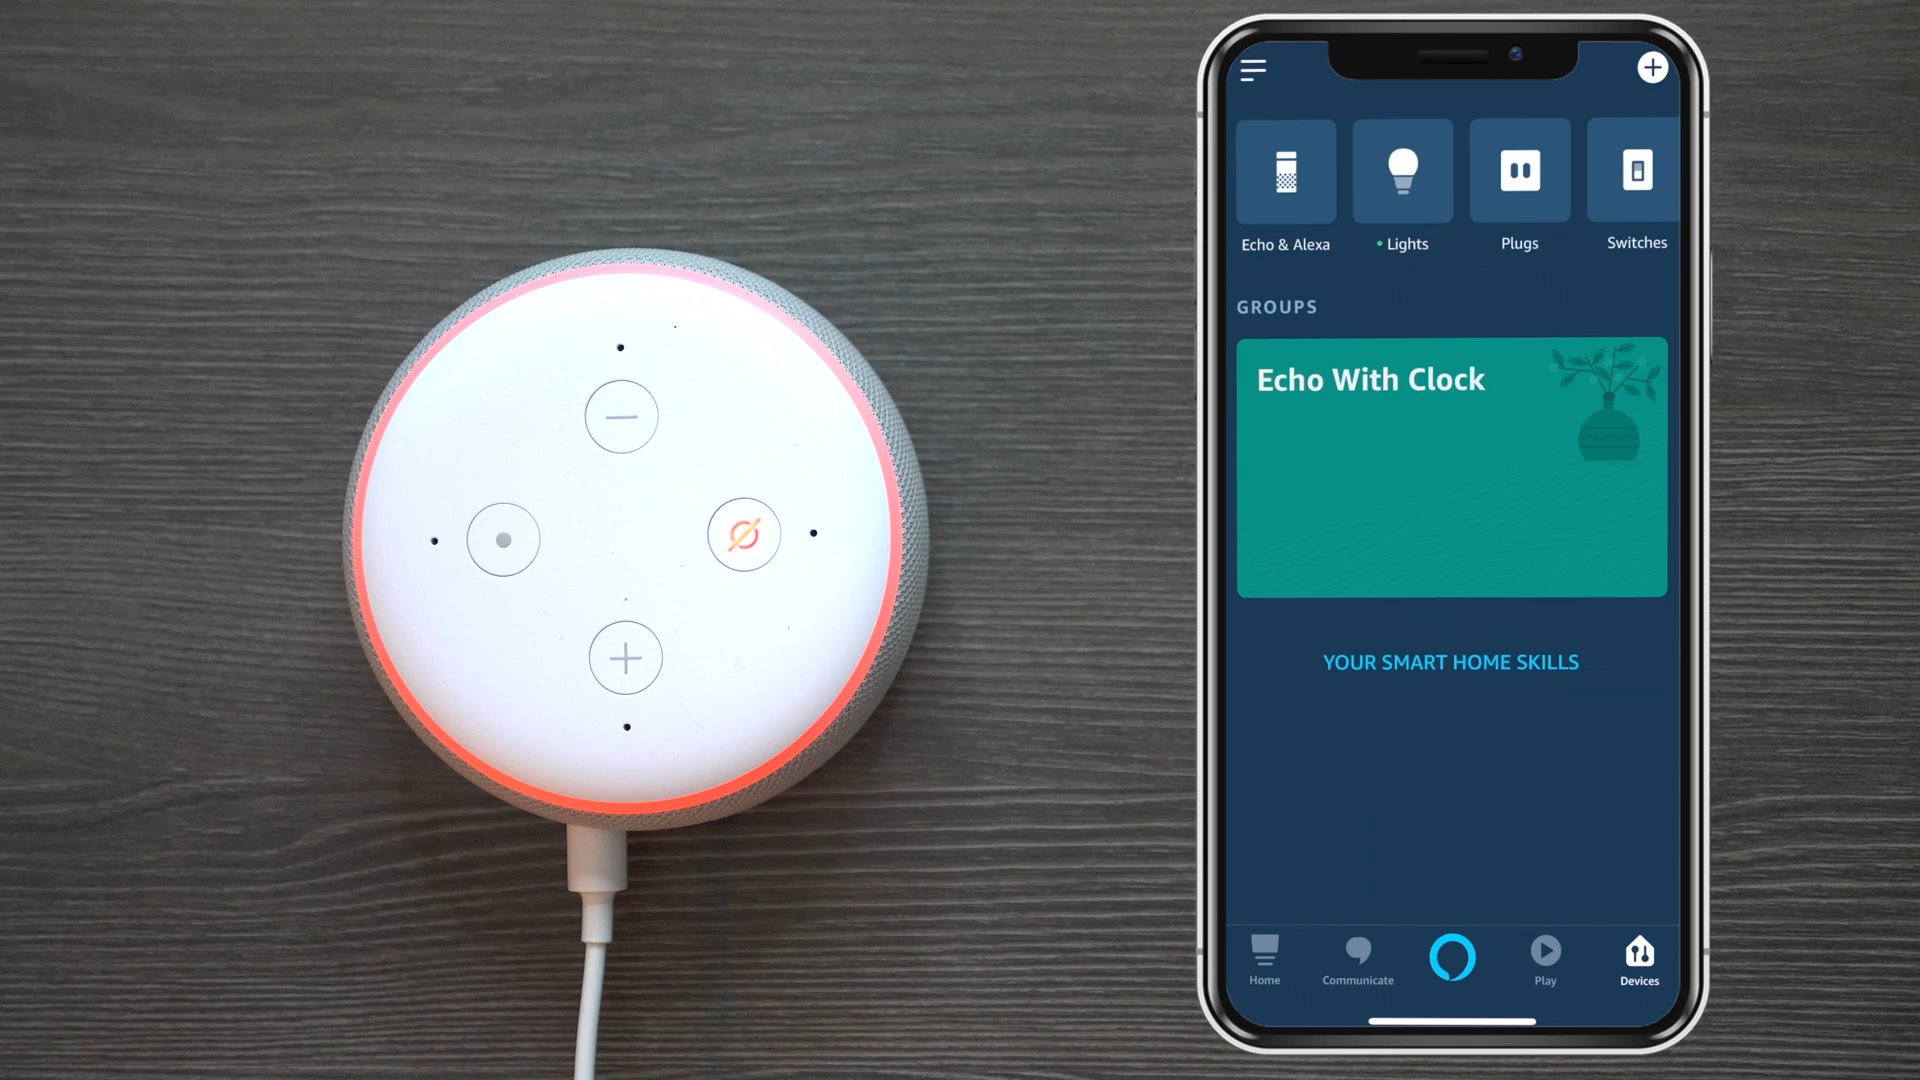 Echo & Alexa
Lights
Plugs
Switches
GROUPS
Echo With Clock
YOUR SMART HOME SKILLS
Home
Communicate
Play
Devices